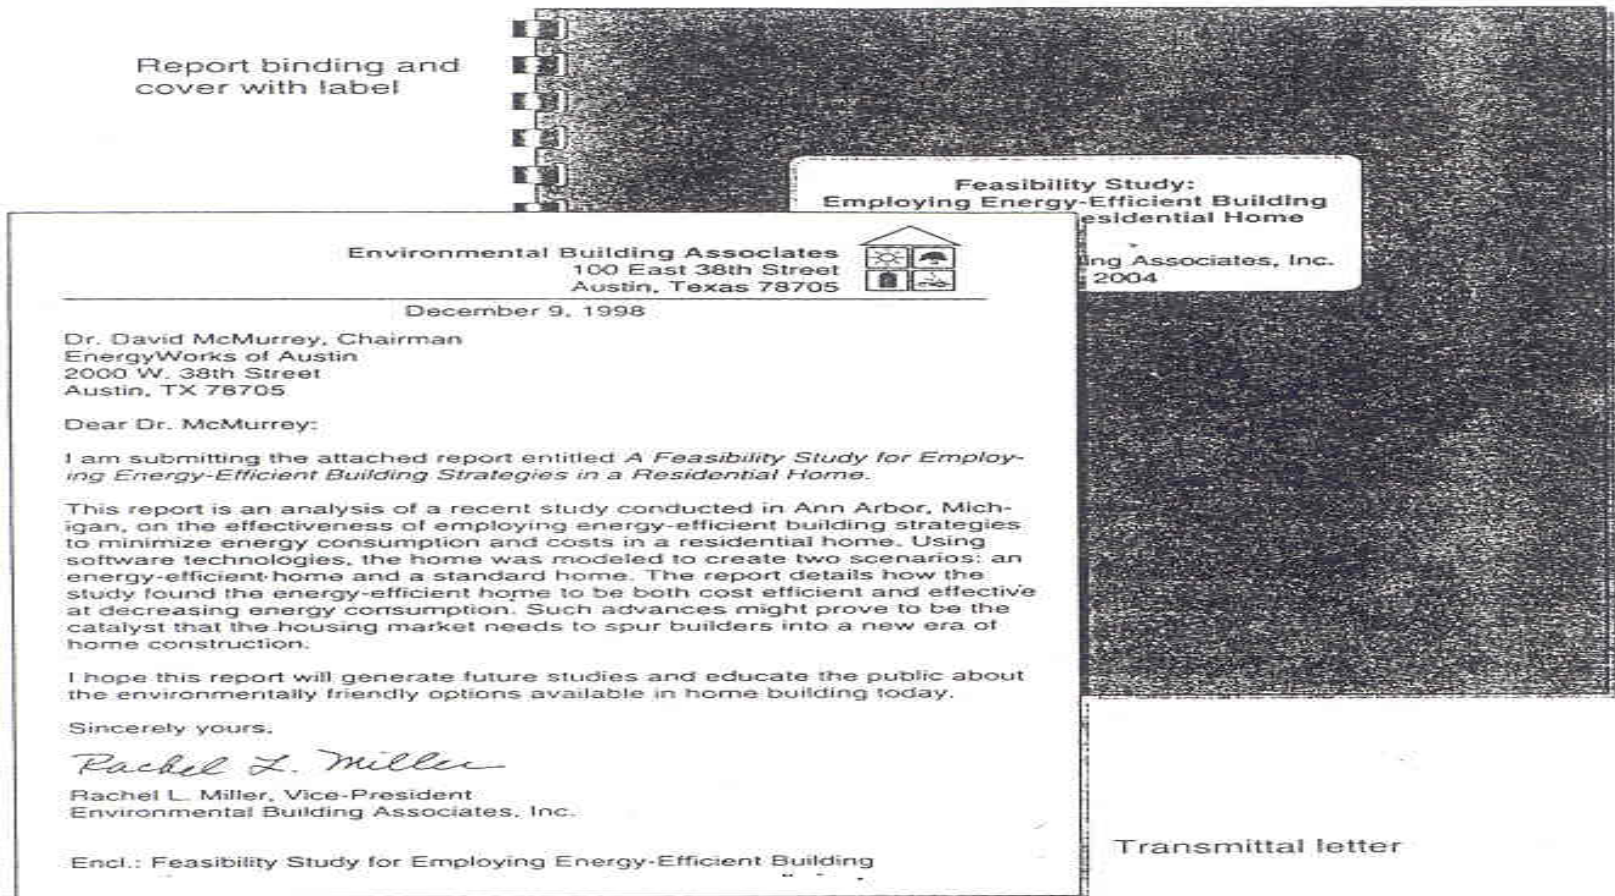 Report binding and
cover with label
Feasibility Study:
Employing Energy-Efficient Building
esidential Home
ing Associates, Inc.
2004
Environmental Building Associates
100 East 38th Street
Austin, Texas 78705
December 9, 1998
Dr. David McMurrey, Chairman
EnergyWorks of Austin
2000 W. 38th Street
Austin, TX 78705
Dear Dr. McMurrey:
I am submitting the attached report entitled A Feasibility Study for Employ-
ing Energy-Efficient Building Strategies in a Residential Home.
This report is an analysis of a recent study conducted in Ann Arbor, Mich-
igan, on the effectiveness of employing energy-efficient building strategies
to minimize energy consumption and costs in a residential home. Using
software technologies, the home was modeled to create two scenarios: an
energy-efficient home and a standard home. The report details how the
study found the energy-efficient home to be both cost efficient and effective
at decreasing energy consumption. Such advances might prove to be the
catalyst that the housing market needs to spur builders into a new era of
home construction.
I hope this report will generate future studies and educate the public about
the environmentally friendly options available in home building today.
Sincerely yours,
Rachel L. Miller
Rachel L. Miller, Vice-President
Environmental Building Associates, Inc.
Encl.: Feasibility Study for Employing Energy-Efficient Building
Transmittal letter